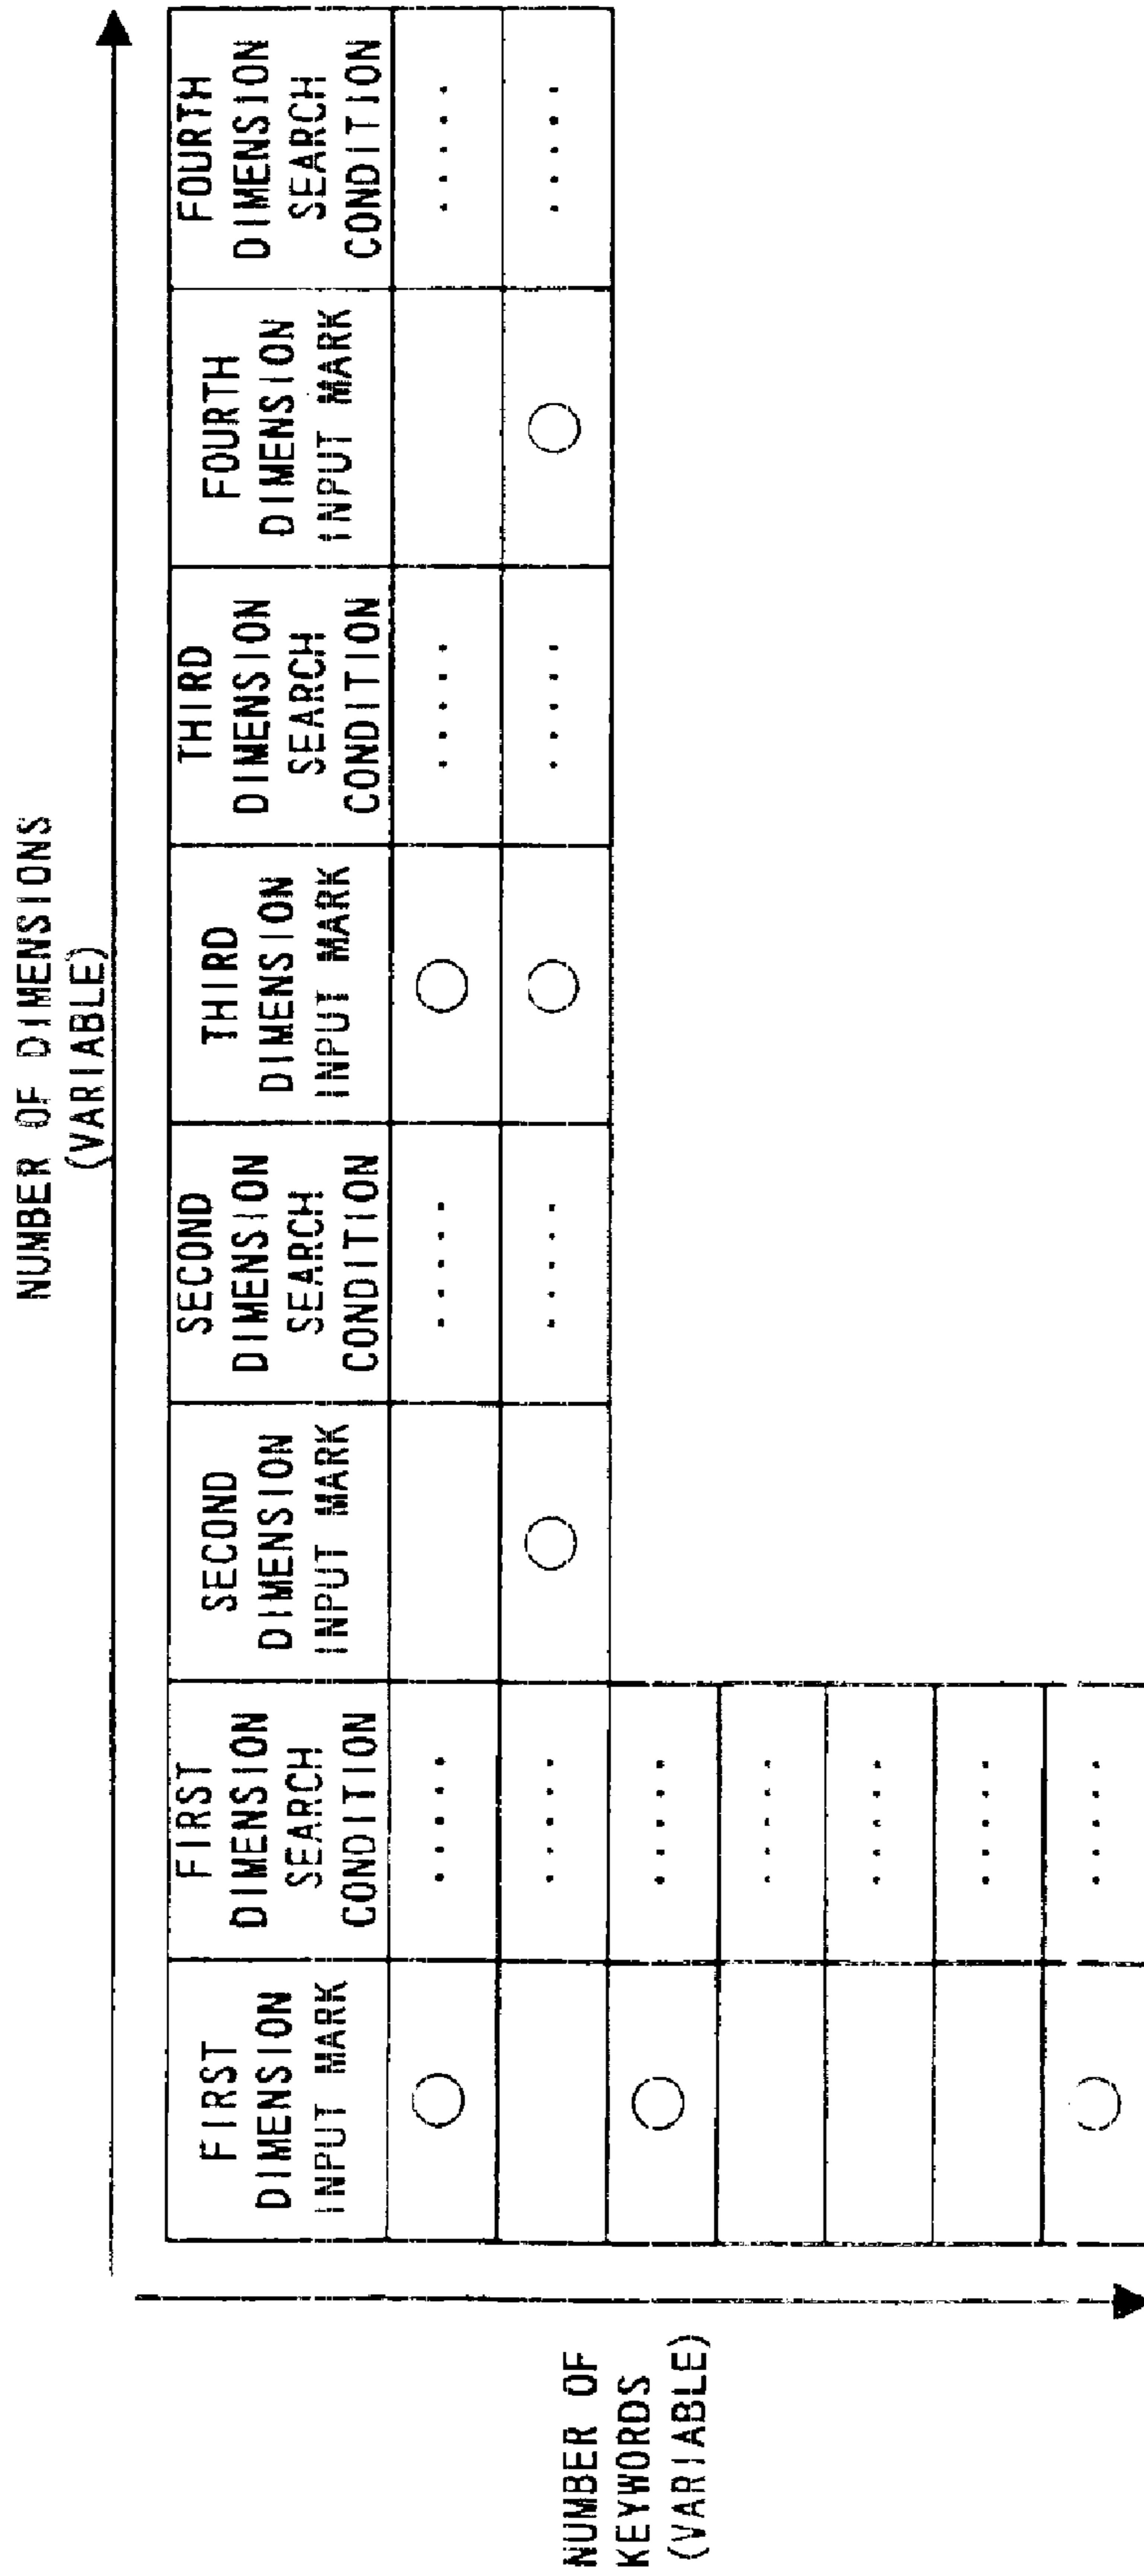 NUMBER OF DIMENSIONS
(VARIABLE)
NUMBER OF
KEYWORDS
(VARIABLE)
FIRST
DIMENSION
INPUT MARK
FIRST
DIMENSION
SEARCH
CONDITION
SECOND
DIMENSION
INPUT MARK
SECOND
DIMENSION
SEARCH
CONDITION
THIRD
DIMENSION
INPUT MARK
THIRD
DIMENSION
SEARCH
CONDITION
FOURTH
DIMENSION
INPUT MARK
FOURTH
DIMENSION
SEARCH
CONDITION
○ ..... ..... ○ ..... .....
..... ○ ..... ○ ..... ○ .....
○ .....
.....
.....
.....
○ .....